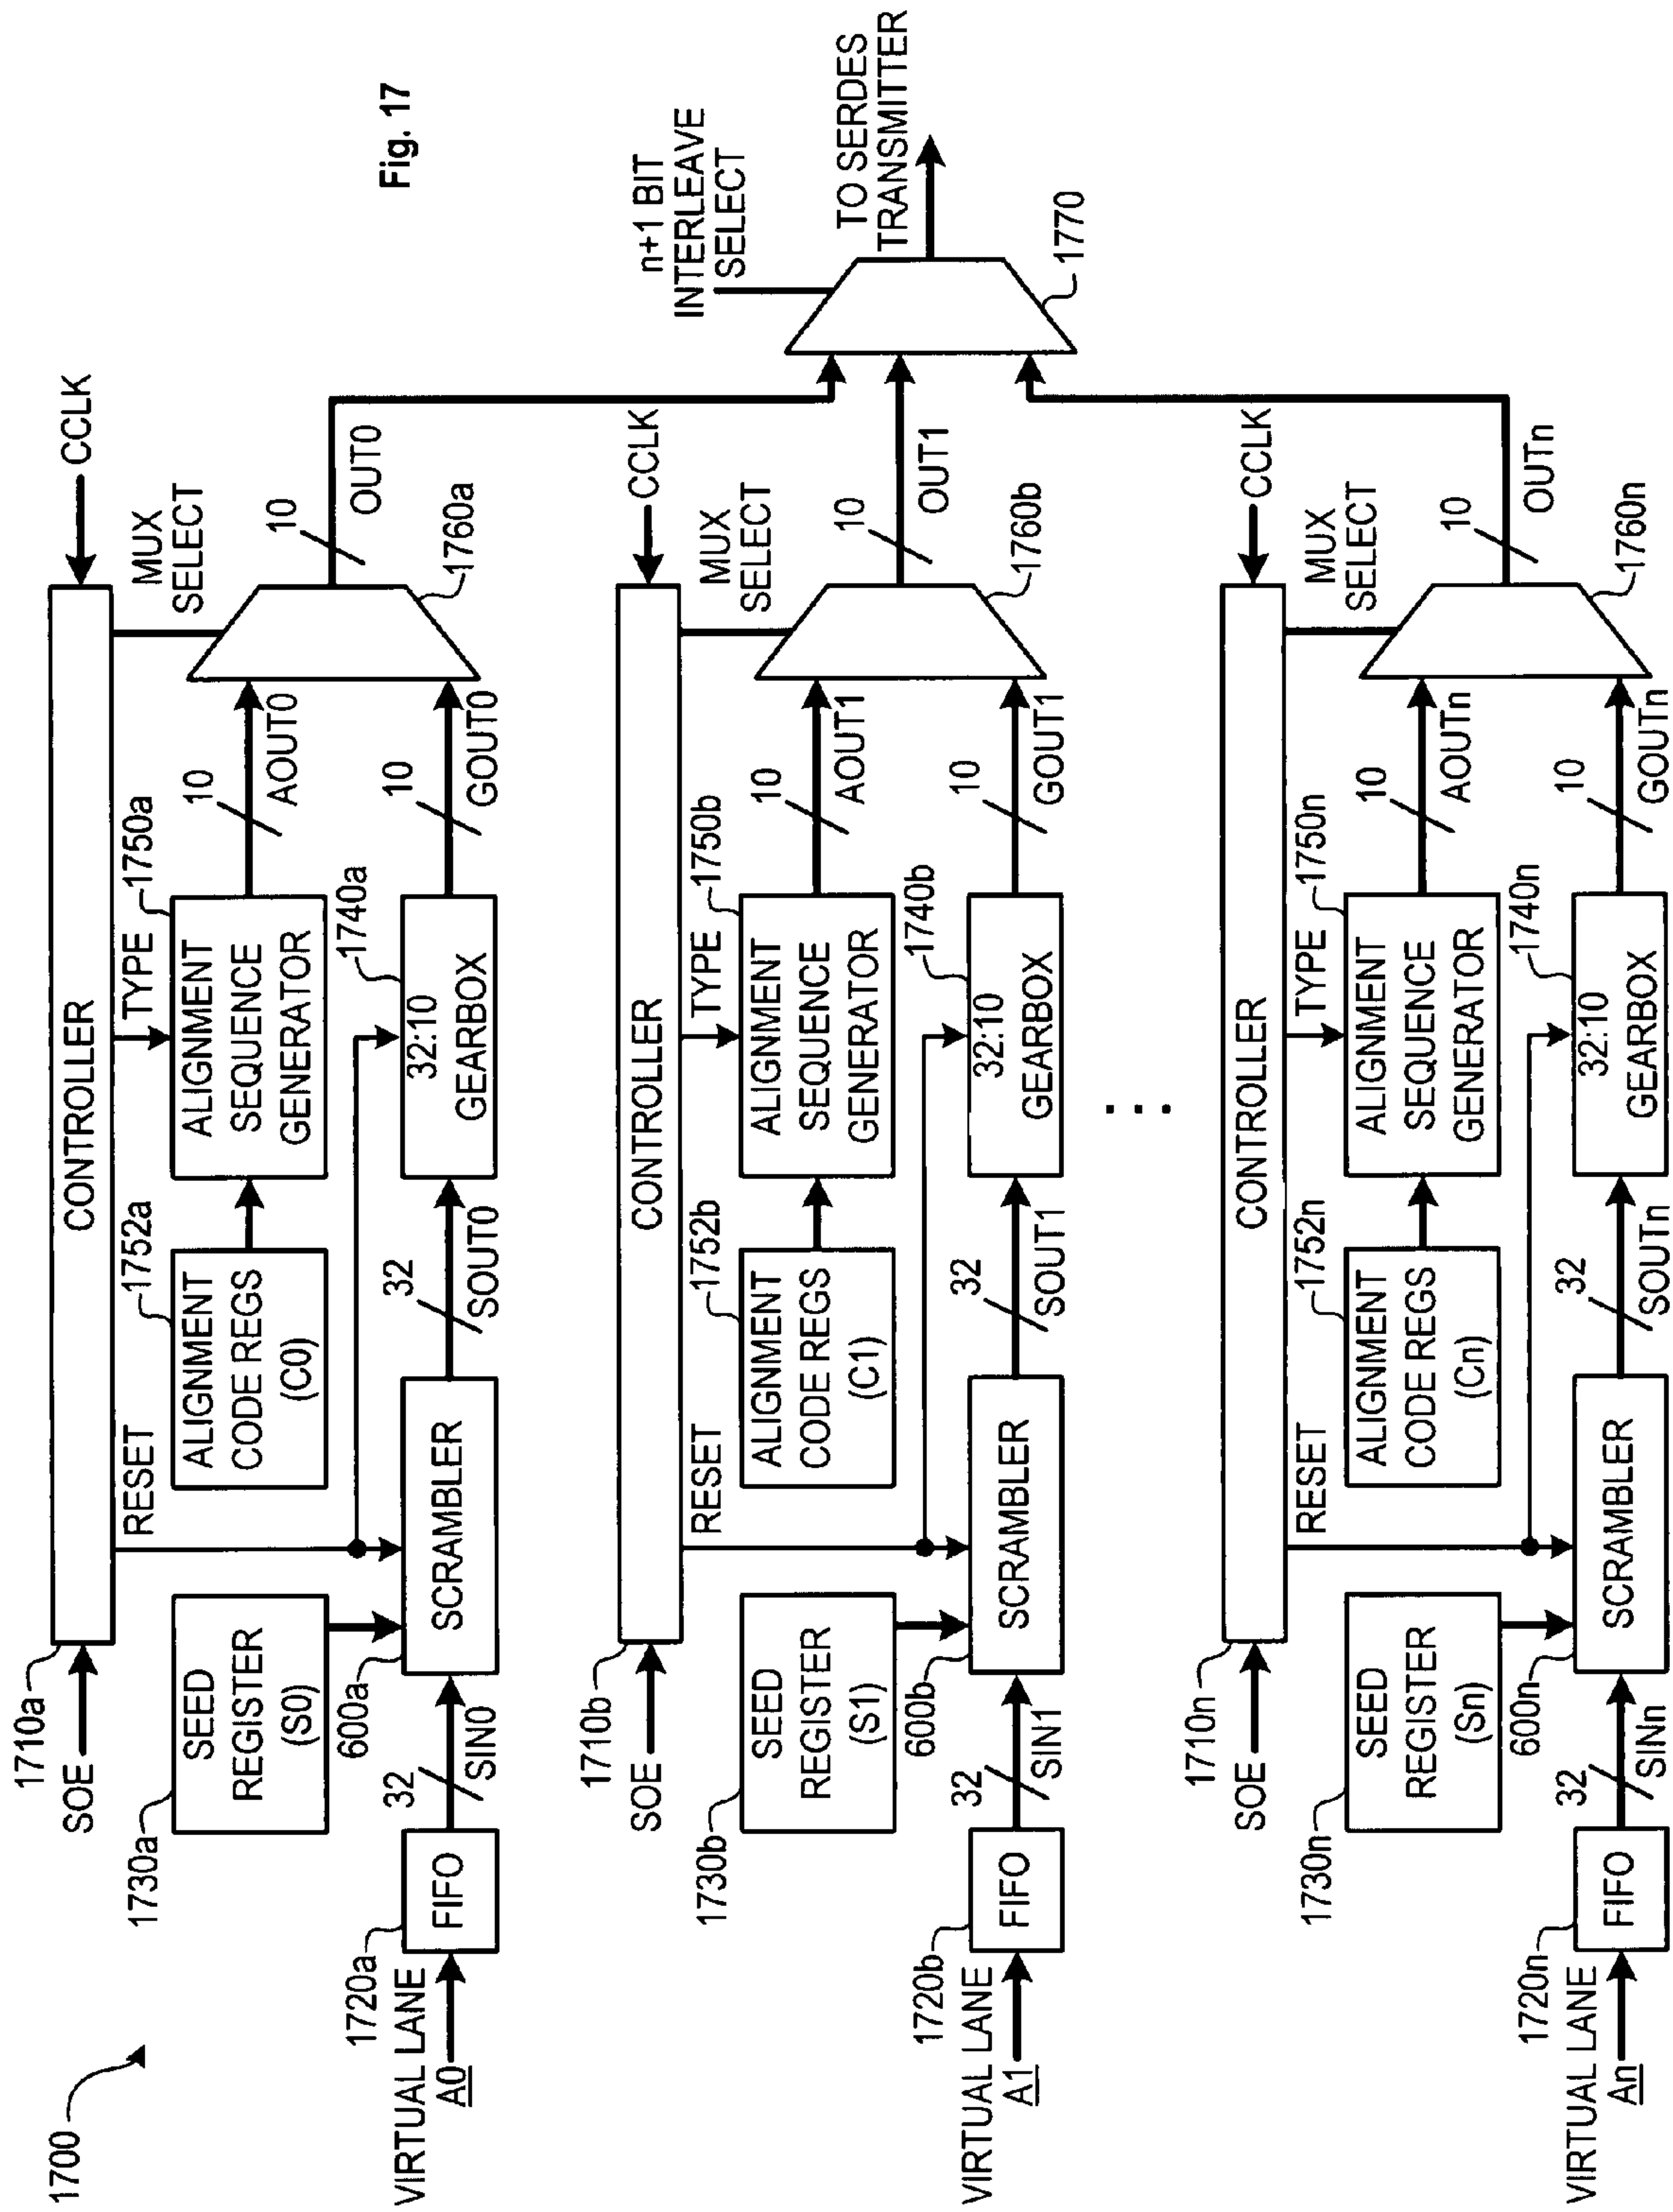 1700
Fig. 17
1710a
SOE
CONTROLLER
CCLK
1730a
SEED
REGISTER
(S0)
RESET
1752a
ALIGNMENT
CODE REGS
(C0)
TYPE
1750a
ALIGNMENT
SEQUENCE
GENERATOR
10
AOUT0
MUX
SELECT
1760a
10
OUT0
VIRTUAL LANE
A0
1720a
FIFO
32
SIN0
600a
SCRAMBLER
32
SOUT0
1740a
32:10
GEARBOX
10
GOUT0
1710b
SOE
CONTROLLER
CCLK
1730b
SEED
REGISTER
(S1)
RESET
1752b
ALIGNMENT
CODE REGS
(C1)
TYPE
1750b
ALIGNMENT
SEQUENCE
GENERATOR
10
AOUT1
MUX
SELECT
1760b
10
OUT1
VIRTUAL LANE
A1
1720b
FIFO
32
SIN1
600b
SCRAMBLER
32
SOUT1
1740b
32:10
GEARBOX
10
GOUT1
n+1 BIT
INTERLEAVE
SELECT
TO SERDES
TRANSMITTER
1770
...
1710n
SOE
CONTROLLER
CCLK
1730n
SEED
REGISTER
(Sn)
RESET
1752n
ALIGNMENT
CODE REGS
(Cn)
TYPE
1750n
ALIGNMENT
SEQUENCE
GENERATOR
10
AOUTn
MUX
SELECT
1760n
10
OUTn
VIRTUAL LANE
An
1720n
FIFO
32
SINn
600n
SCRAMBLER
32
SOUTn
1740n
32:10
GEARBOX
10
GOUTn